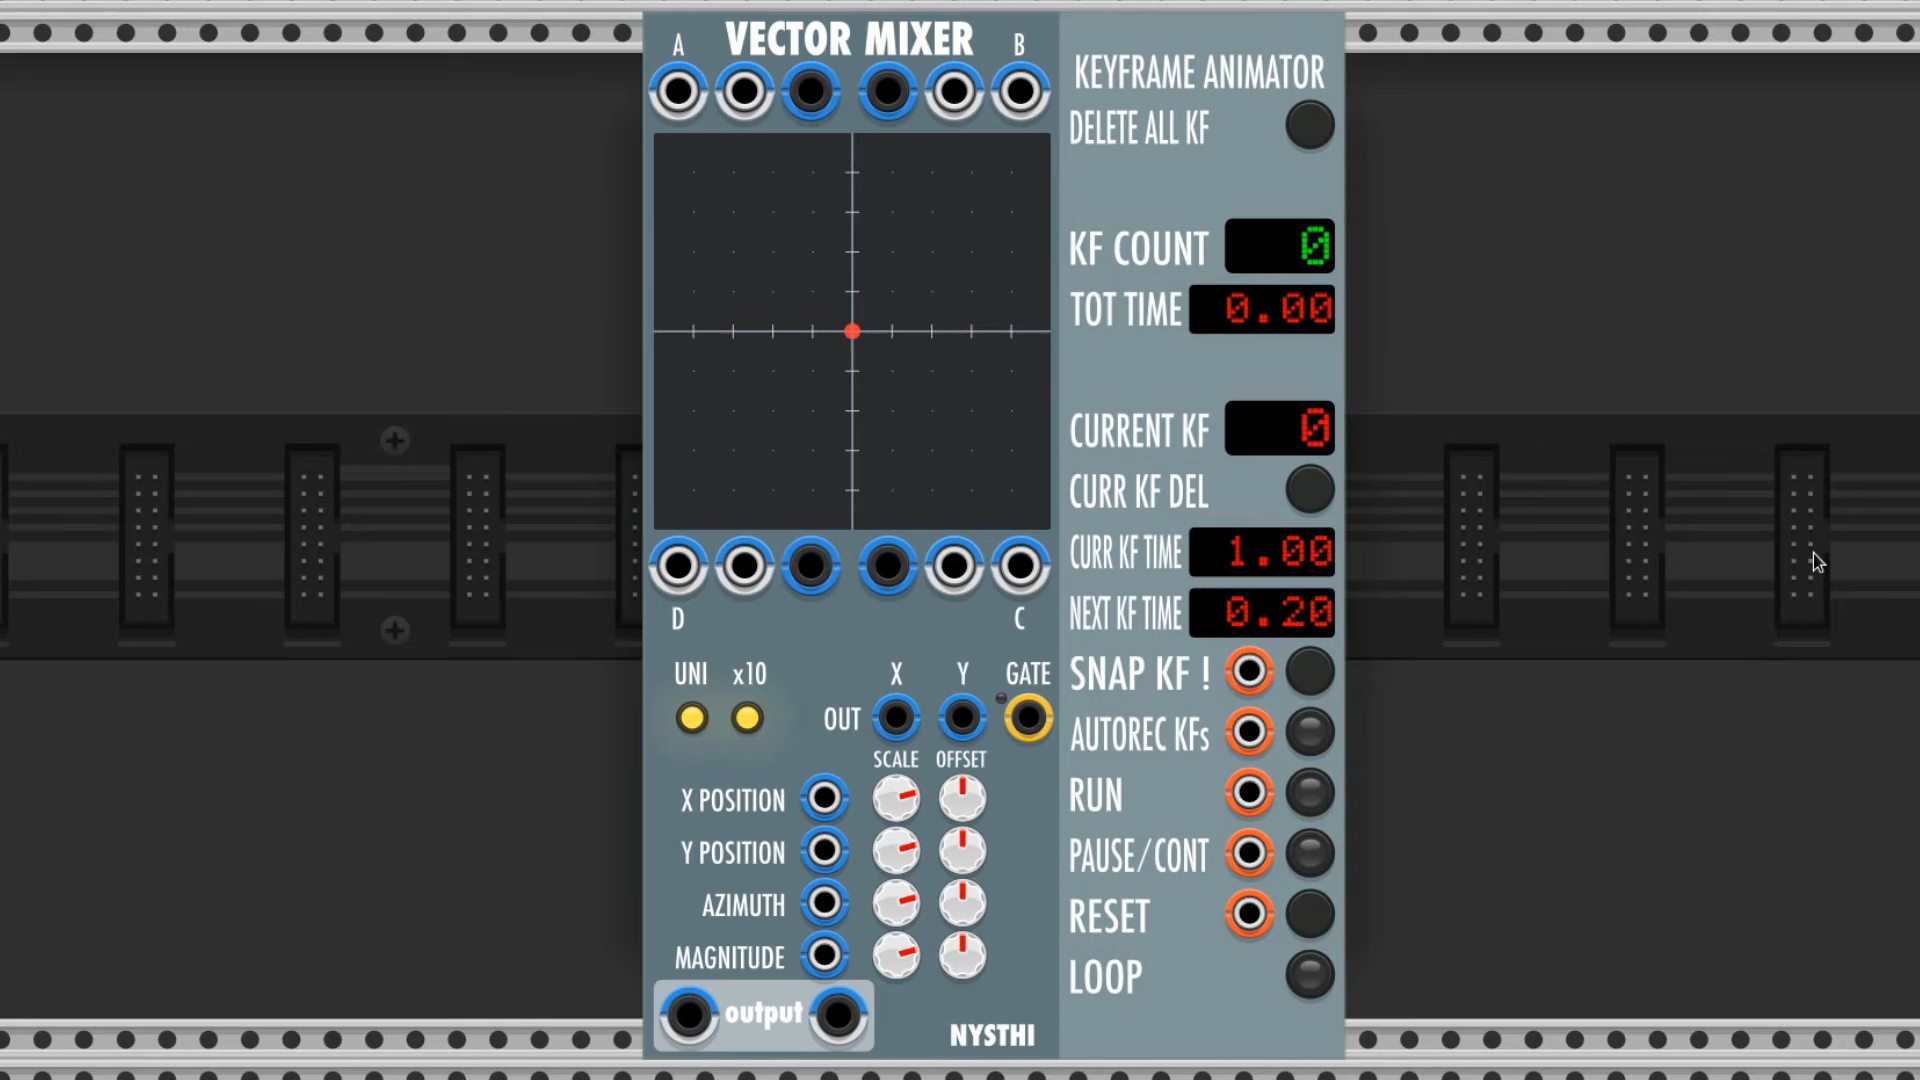 A VECTOR MIXER B
KEYFRAME ANIMATOR
DELETE ALL KF
KF COUNT 0
TOT TIME 0.00
CURRENT KF 0
CURR KF DEL
CURR KF TIME 1.00
NEXT KF TIME 0.20
D C
UNI x10 X Y GATE
OUT
SCALE OFFSET
X POSITION
Y POSITION
AZIMUTH
MAGNITUDE
output
NYSTHI
SNAP KF !
AUTOREC KFs
RUN
PAUSE/CONT
RESET
LOOP